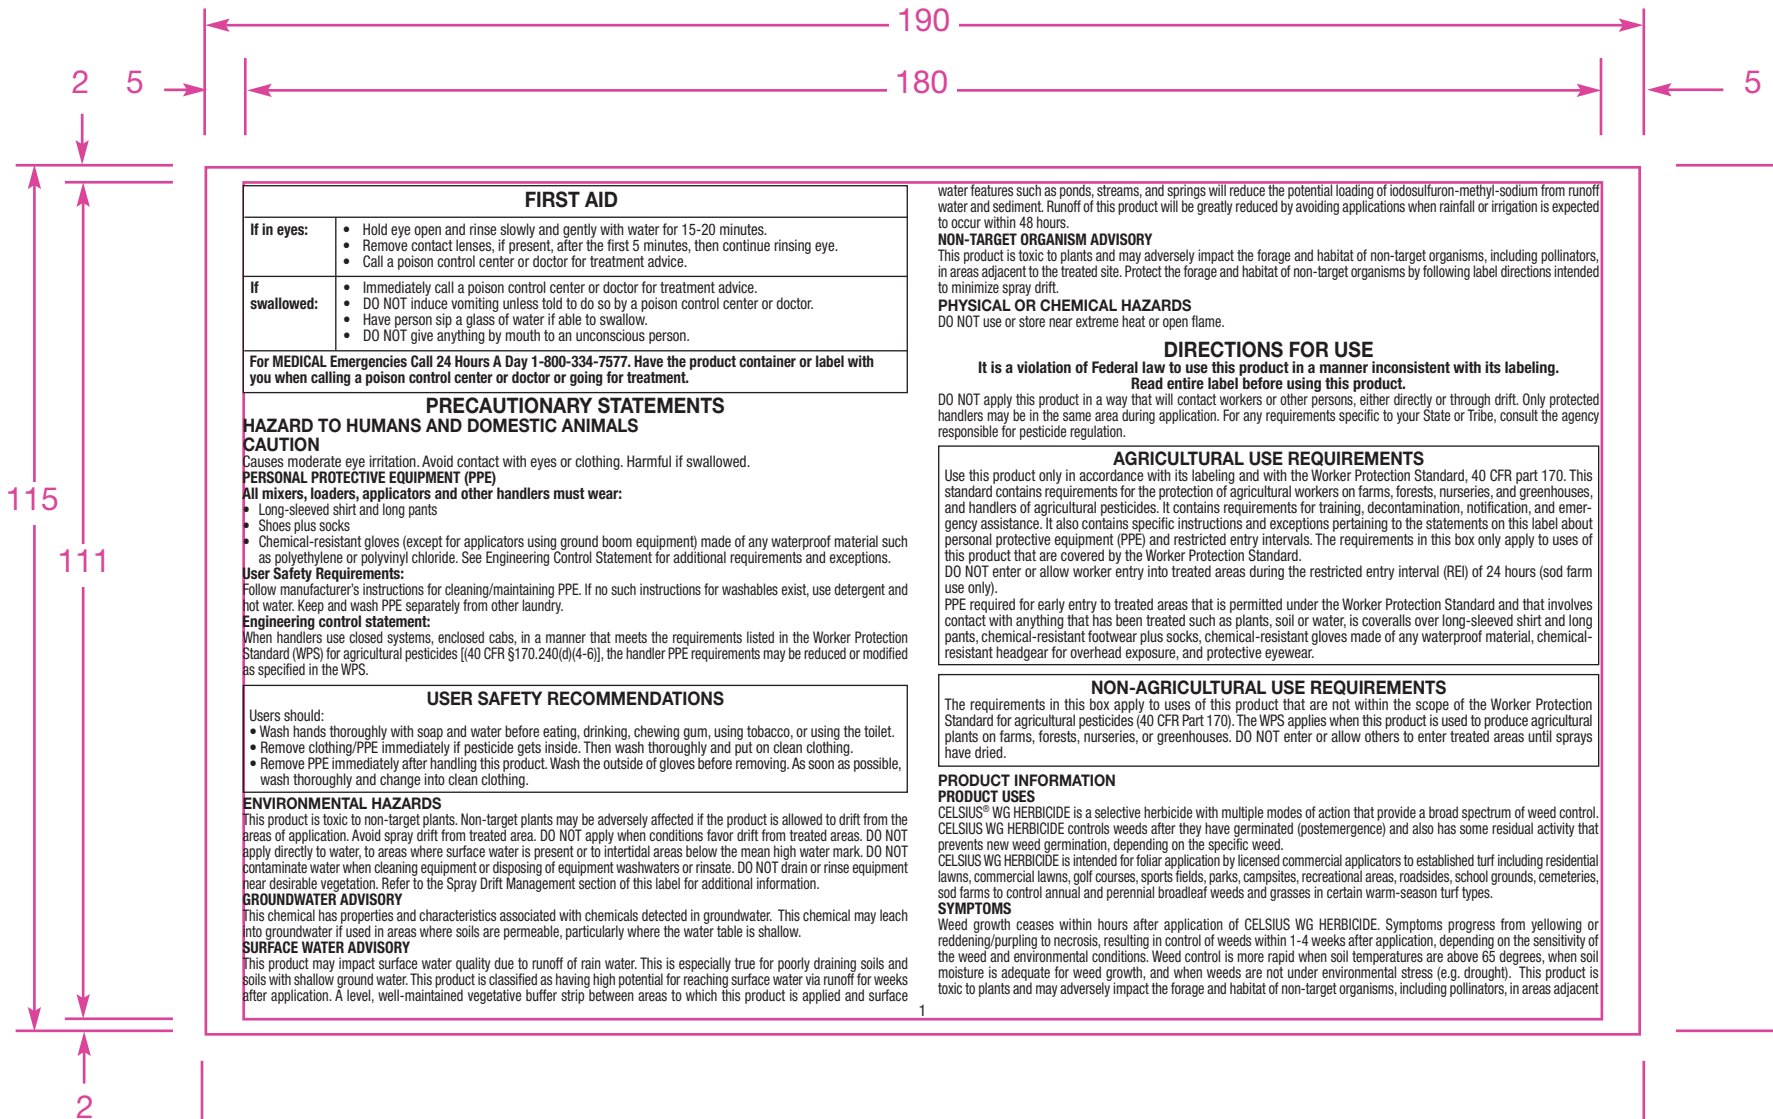 190
2 5 180 5
115
111
2
FIRST AID
If in eyes:
• Hold eye open and rinse slowly and gently with water for 15-20 minutes.
• Remove contact lenses, if present, after the first 5 minutes, then continue rinsing eye.
• Call a poison control center or doctor for treatment advice.
If
swallowed:
• Immediately call a poison control center or doctor for treatment advice.
• DO NOT induce vomiting unless told to do so by a poison control center or doctor.
• Have person sip a glass of water if able to swallow.
• DO NOT give anything by mouth to an unconscious person.
For MEDICAL Emergencies Call 24 Hours A Day 1-800-334-7577. Have the product container or label with
you when calling a poison control center or doctor or going for treatment.
PRECAUTIONARY STATEMENTS
HAZARD TO HUMANS AND DOMESTIC ANIMALS
CAUTION
Causes moderate eye irritation. Avoid contact with eyes or clothing. Harmful if swallowed.
PERSONAL PROTECTIVE EQUIPMENT (PPE)
All mixers, loaders, applicators and other handlers must wear:
• Long-sleeved shirt and long pants
• Shoes plus socks
• Chemical-resistant gloves (except for applicators using ground boom equipment) made of any waterproof material such
as polyethylene or polyvinyl chloride. See Engineering Control Statement for additional requirements and exceptions.
User Safety Requirements:
Follow manufacturer's instructions for cleaning/maintaining PPE. If no such instructions for washables exist, use detergent and
hot water. Keep and wash PPE separately from other laundry.
Engineering control statement:
When handlers use closed systems, enclosed cabs, in a manner that meets the requirements listed in the Worker Protection
Standard (WPS) for agricultural pesticides [(40 CFR §170.240(d)(4-6)], the handler PPE requirements may be reduced or modified
as specified in the WPS.
USER SAFETY RECOMMENDATIONS
Users should:
• Wash hands thoroughly with soap and water before eating, drinking, chewing gum, using tobacco, or using the toilet.
• Remove clothing/PPE immediately if pesticide gets inside. Then wash thoroughly and put on clean clothing.
• Remove PPE immediately after handling this product. Wash the outside of gloves before removing. As soon as possible,
wash thoroughly and change into clean clothing.
ENVIRONMENTAL HAZARDS
This product is toxic to non-target plants. Non-target plants may be adversely affected if the product is allowed to drift from the
areas of application. Avoid spray drift from treated area. DO NOT apply when conditions favor drift from treated areas. DO NOT
apply directly to water, to areas where surface water is present or to intertidal areas below the mean high water mark. DO NOT
contaminate water when cleaning equipment or disposing of equipment washwaters or rinsate. DO NOT drain or rinse equipment
near desirable vegetation. Refer to the Spray Drift Management section of this label for additional information.
GROUNDWATER ADVISORY
This chemical has properties and characteristics associated with chemicals detected in groundwater. This chemical may leach
into groundwater if used in areas where soils are permeable, particularly where the water table is shallow.
SURFACE WATER ADVISORY
This product may impact surface water quality due to runoff of rain water. This is especially true for poorly draining soils and
soils with shallow ground water. This product is classified as having high potential for reaching surface water via runoff for weeks
after application. A level, well-maintained vegetative buffer strip between areas to which this product is applied and surface
water features such as ponds, streams, and springs will reduce the potential loading of iodosulfuron-methyl-sodium from runoff
water and sediment. Runoff of this product will be greatly reduced by avoiding applications when rainfall or irrigation is expected
to occur within 48 hours.
NON-TARGET ORGANISM ADVISORY
This product is toxic to plants and may adversely impact the forage and habitat of non-target organisms, including pollinators,
in areas adjacent to the treated site. Protect the forage and habitat of non-target organisms by following label directions intended
to minimize spray drift.
PHYSICAL OR CHEMICAL HAZARDS
DO NOT use or store near extreme heat or open flame.
DIRECTIONS FOR USE
It is a violation of Federal law to use this product in a manner inconsistent with its labeling.
Read entire label before using this product.
DO NOT apply this product in a way that will contact workers or other persons, either directly or through drift. Only protected
handlers may be in the same area during application. For any requirements specific to your State or Tribe, consult the agency
responsible for pesticide regulation.
AGRICULTURAL USE REQUIREMENTS
Use this product only in accordance with its labeling and with the Worker Protection Standard, 40 CFR part 170. This
standard contains requirements for the protection of agricultural workers on farms, forests, nurseries, and greenhouses,
and handlers of agricultural pesticides. It contains requirements for training, decontamination, notification, and emer-
gency assistance. It also contains specific instructions and exceptions pertaining to the statements on this label about
personal protective equipment (PPE) and restricted entry intervals. The requirements in this box only apply to uses of
this product that are covered by the Worker Protection Standard.
DO NOT enter or allow worker entry into treated areas during the restricted entry interval (REI) of 24 hours (sod farm
use only).
PPE required for early entry to treated areas that is permitted under the Worker Protection Standard and that involves
contact with anything that has been treated such as plants, soil or water, is coveralls over long-sleeved shirt and long
pants, chemical-resistant footwear plus socks, chemical-resistant gloves made of any waterproof material, chemical-
resistant headgear for overhead exposure, and protective eyewear.
NON-AGRICULTURAL USE REQUIREMENTS
The requirements in this box apply to uses of this product that are not within the scope of the Worker Protection
Standard for agricultural pesticides (40 CFR Part 170). The WPS applies when this product is used to produce agricultural
plants on farms, forests, nurseries, or greenhouses. DO NOT enter or allow others to enter treated areas until sprays
have dried.
PRODUCT INFORMATION
PRODUCT USES
CELSIUS® WG HERBICIDE is a selective herbicide with multiple modes of action that provide a broad spectrum of weed control.
CELSIUS WG HERBICIDE controls weeds after they have germinated (postemergence) and also has some residual activity that
prevents new weed germination, depending on the specific weed.
CELSIUS WG HERBICIDE is intended for foliar application by licensed commercial applicators to established turf including residential
lawns, commercial lawns, golf courses, sports fields, parks, campsites, recreational areas, roadsides, school grounds, cemeteries,
sod farms to control annual and perennial broadleaf weeds and grasses in certain warm-season turf types.
SYMPTOMS
Weed growth ceases within hours after application of CELSIUS WG HERBICIDE. Symptoms progress from yellowing or
reddening/purpling to necrosis, resulting in control of weeds within 1-4 weeks after application, depending on the sensitivity of
the weed and environmental conditions. Weed control is more rapid when soil temperatures are above 65 degrees, when soil
moisture is adequate for weed growth, and when weeds are not under environmental stress (e.g. drought). This product is
toxic to plants and may adversely impact the forage and habitat of non-target organisms, including pollinators, in areas adjacent
1